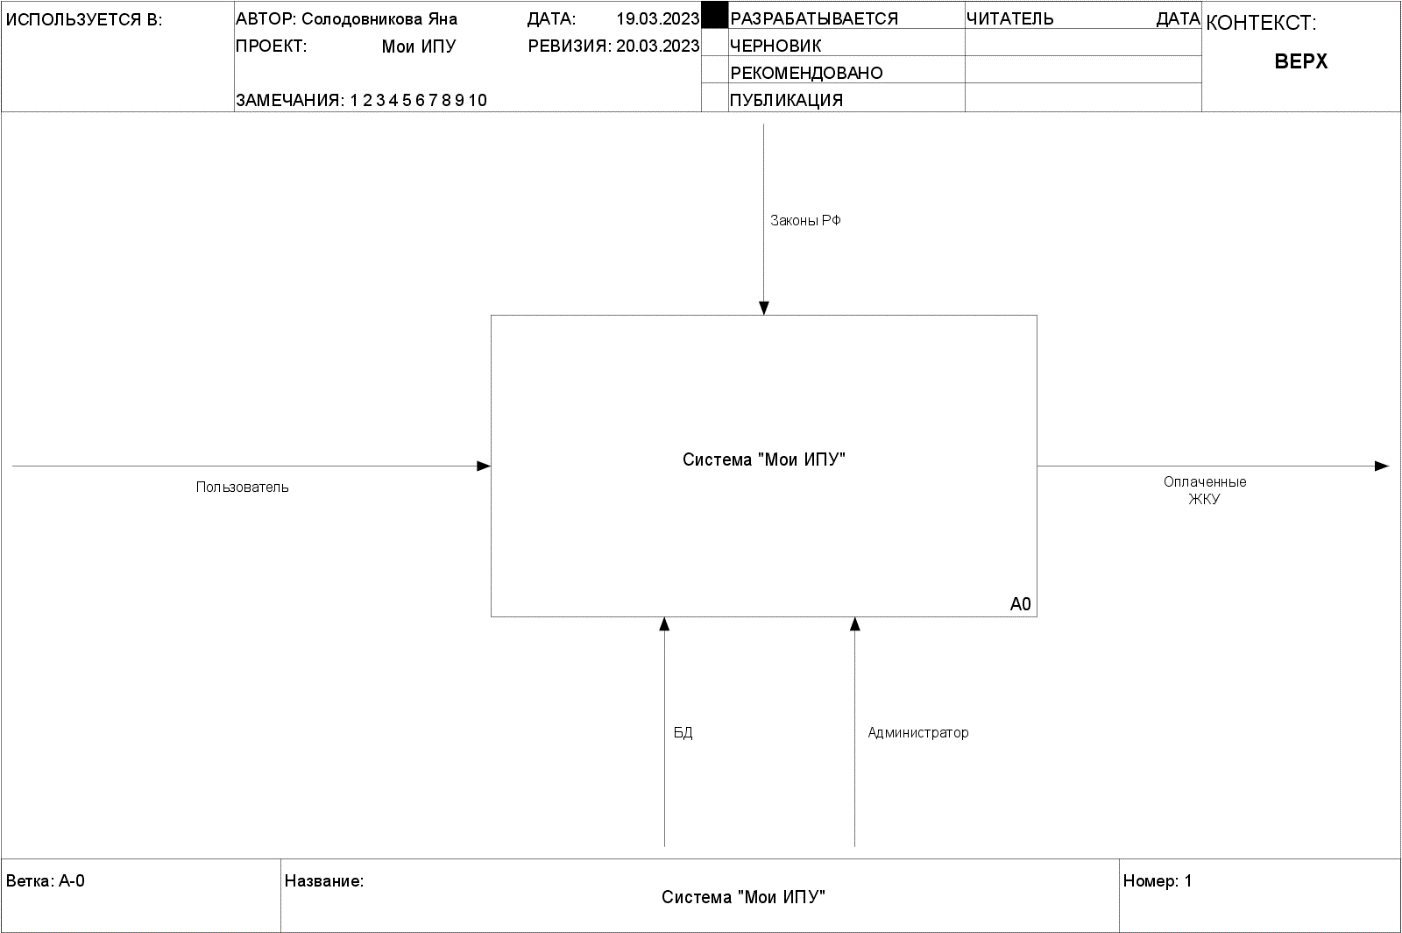 ИСПОЛЬЗУЕТСЯ В:
АВТОР: Солодовникова Яна
ДАТА: 19.03.2023
ПРОЕКТ: Мои ИПУ
РЕВИЗИЯ: 20.03.2023
ЗАМЕЧАНИЯ: 1 2 3 4 5 6 7 8 9 10
РАЗРАБАТЫВАЕТСЯ
ЧЕРНОВИК
РЕКОМЕНДОВАНО
ПУБЛИКАЦИЯ
ЧИТАТЕЛЬ ДАТА
КОНТЕКСТ:
ВЕРХ
Законы РФ
Система "Мои ИПУ"
A0
Пользователь
Оплаченные
ЖКУ
БД
Администратор
Ветка: A-0
Название:
Система "Мои ИПУ"
Номер: 1